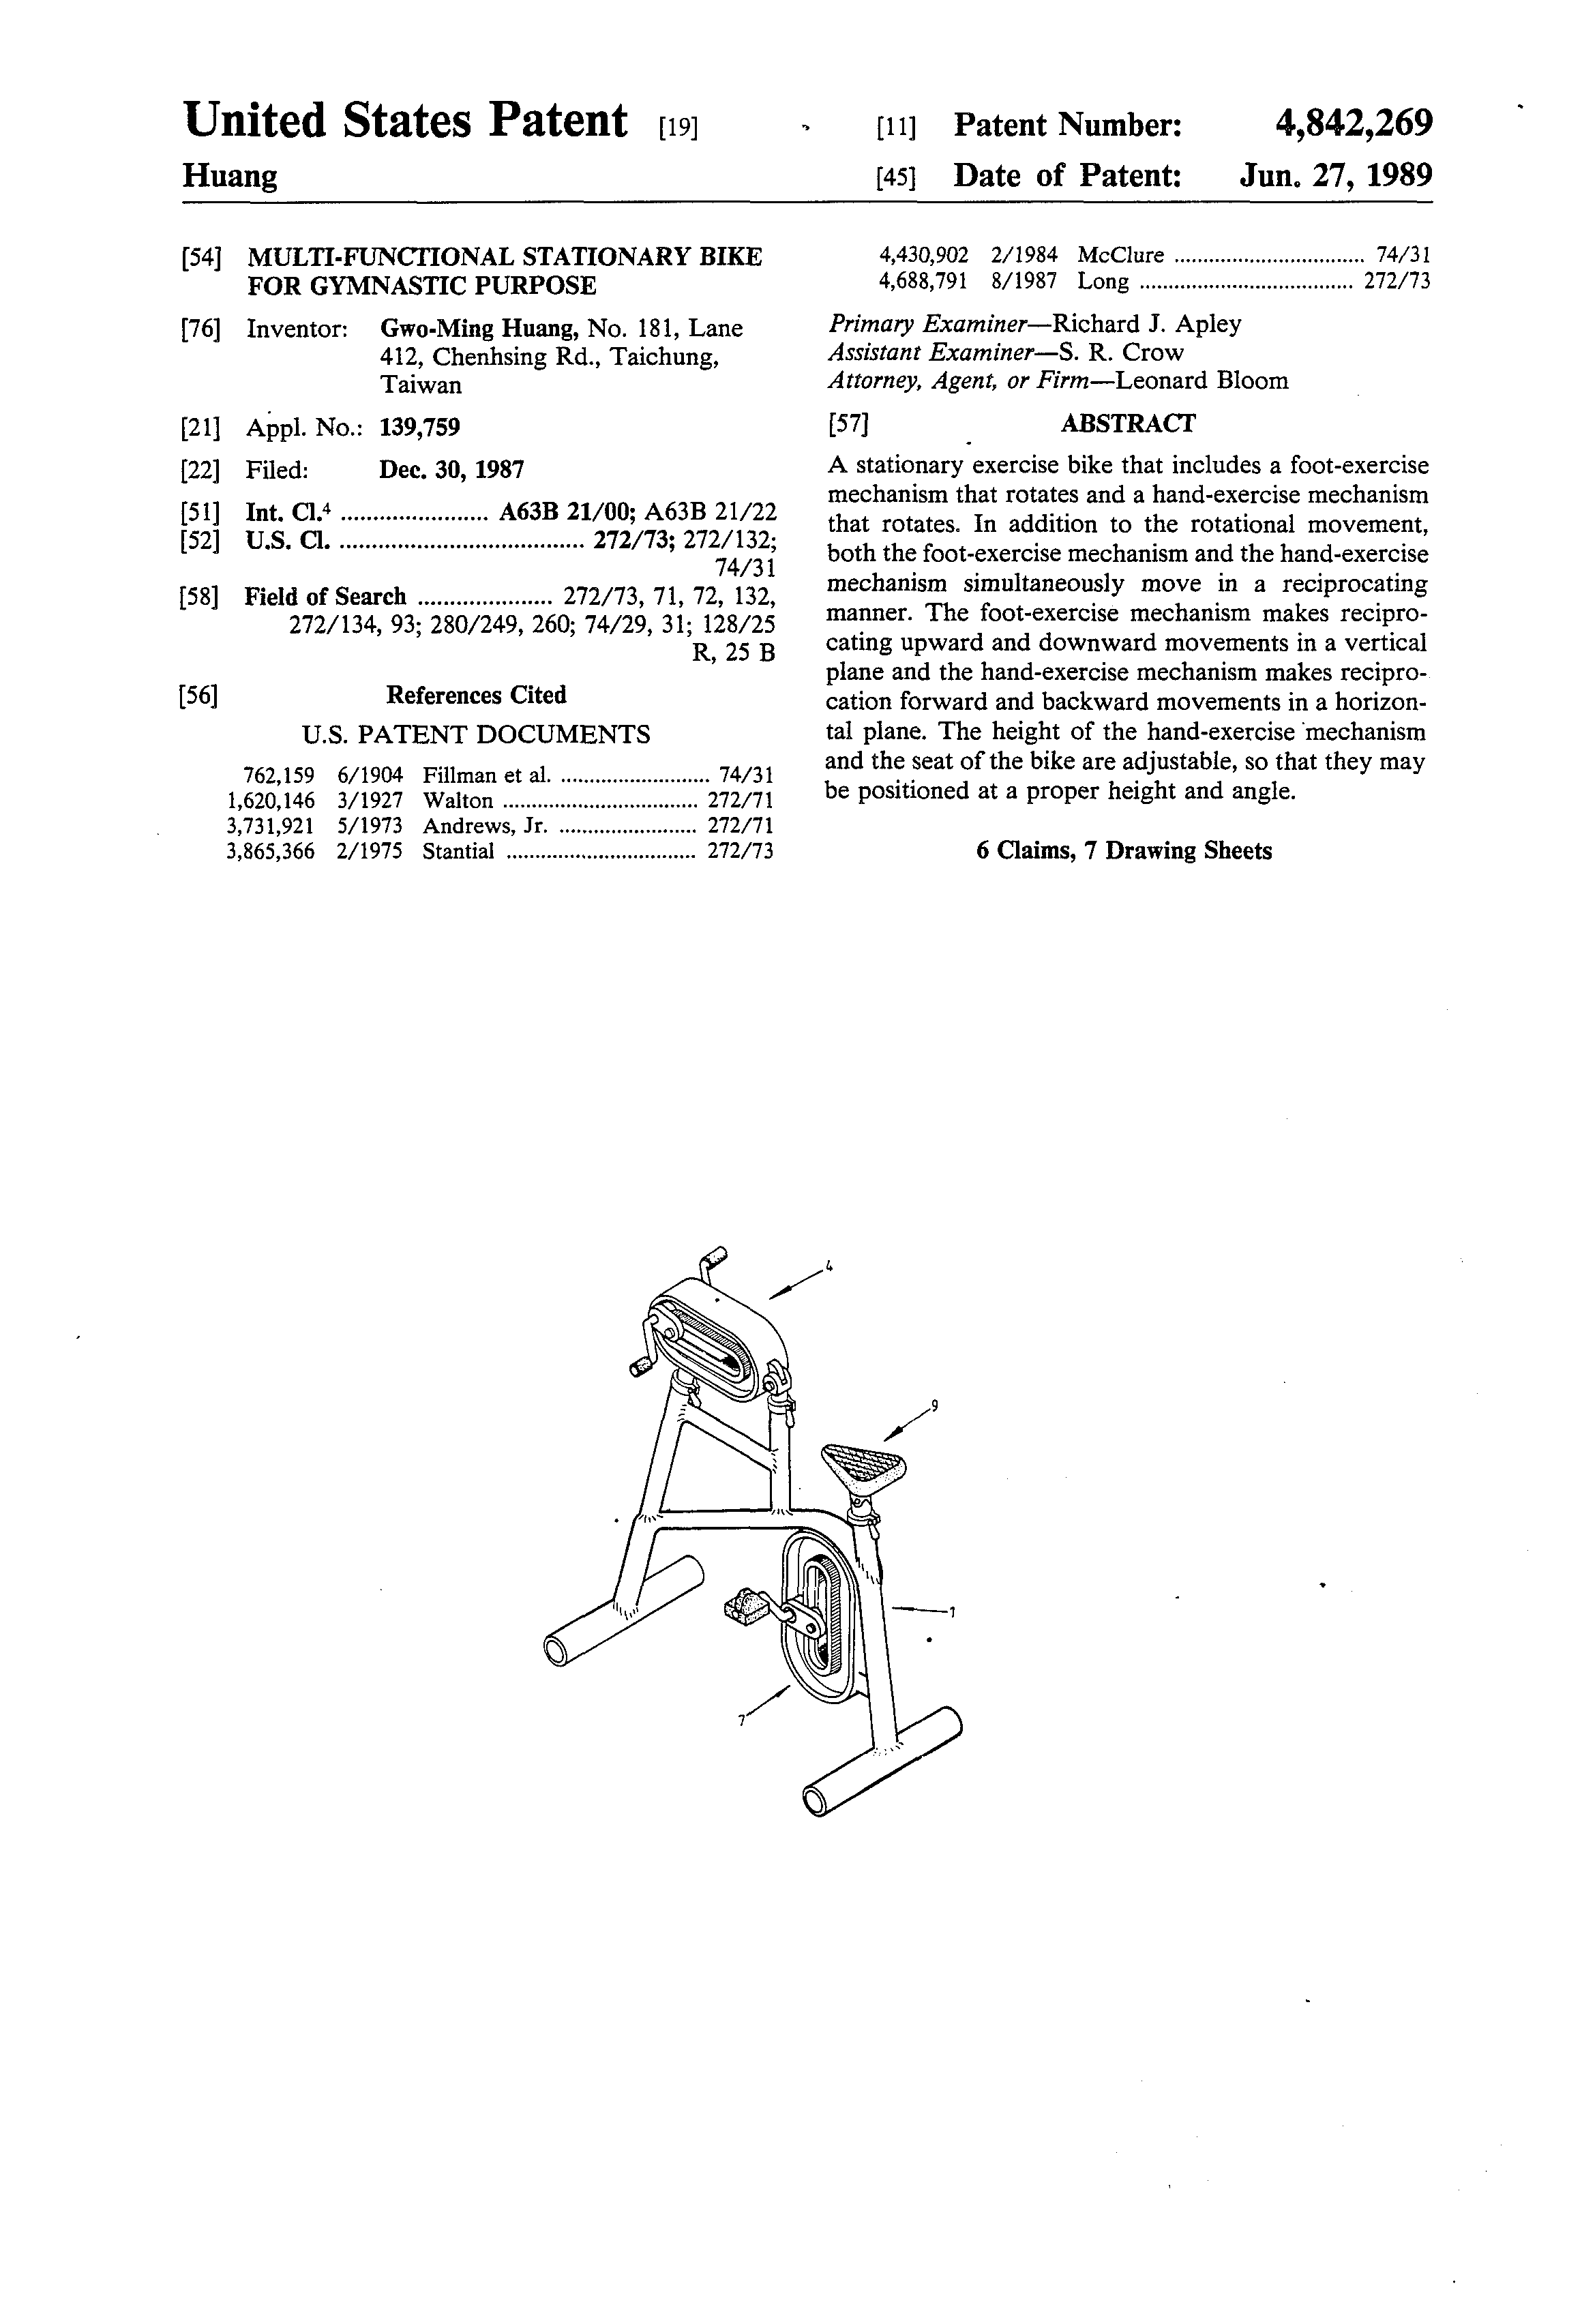 United States Patent [19]
Huang
[11] Patent Number: 4,842,269
[45] Date of Patent: Jun. 27, 1989
[54] MULTI-FUNCTIONAL STATIONARY BIKE
FOR GYMNASTIC PURPOSE
[76] Inventor: Gwo-Ming Huang, No. 181, Lane
412, Chenhsing Rd., Taichung,
Taiwan
[21] Appl. No.: 139,759
[22] Filed: Dec. 30, 1987
[51] Int. Cl.⁴ ....................... A63B 21/00; A63B 21/22
[52] U.S. Cl. ...................................... 272/73; 272/132;
74/31
[58] Field of Search ..................... 272/73, 71, 72, 132,
272/134, 93; 280/249, 260; 74/29, 31; 128/25
R, 25 B
[56] References Cited
U.S. PATENT DOCUMENTS
762,159 6/1904 Fillman et al. .......................... 74/31
1,620,146 3/1927 Walton .................................. 272/71
3,731,921 5/1973 Andrews, Jr. ........................ 272/71
3,865,366 2/1975 Stantial ................................. 272/73
4,430,902 2/1984 McClure ................................. 74/31
4,688,791 8/1987 Long ..................................... 272/73
Primary Examiner—Richard J. Apley
Assistant Examiner—S. R. Crow
Attorney, Agent, or Firm—Leonard Bloom
[57] ABSTRACT
A stationary exercise bike that includes a foot-exercise
mechanism that rotates and a hand-exercise mechanism
that rotates. In addition to the rotational movement,
both the foot-exercise mechanism and the hand-exercise
mechanism simultaneously move in a reciprocating
manner. The foot-exercise mechanism makes recipro-
cating upward and downward movements in a vertical
plane and the hand-exercise mechanism makes recipro-
cation forward and backward movements in a horizon-
tal plane. The height of the hand-exercise mechanism
and the seat of the bike are adjustable, so that they may
be positioned at a proper height and angle.
6 Claims, 7 Drawing Sheets
4
9
1
7